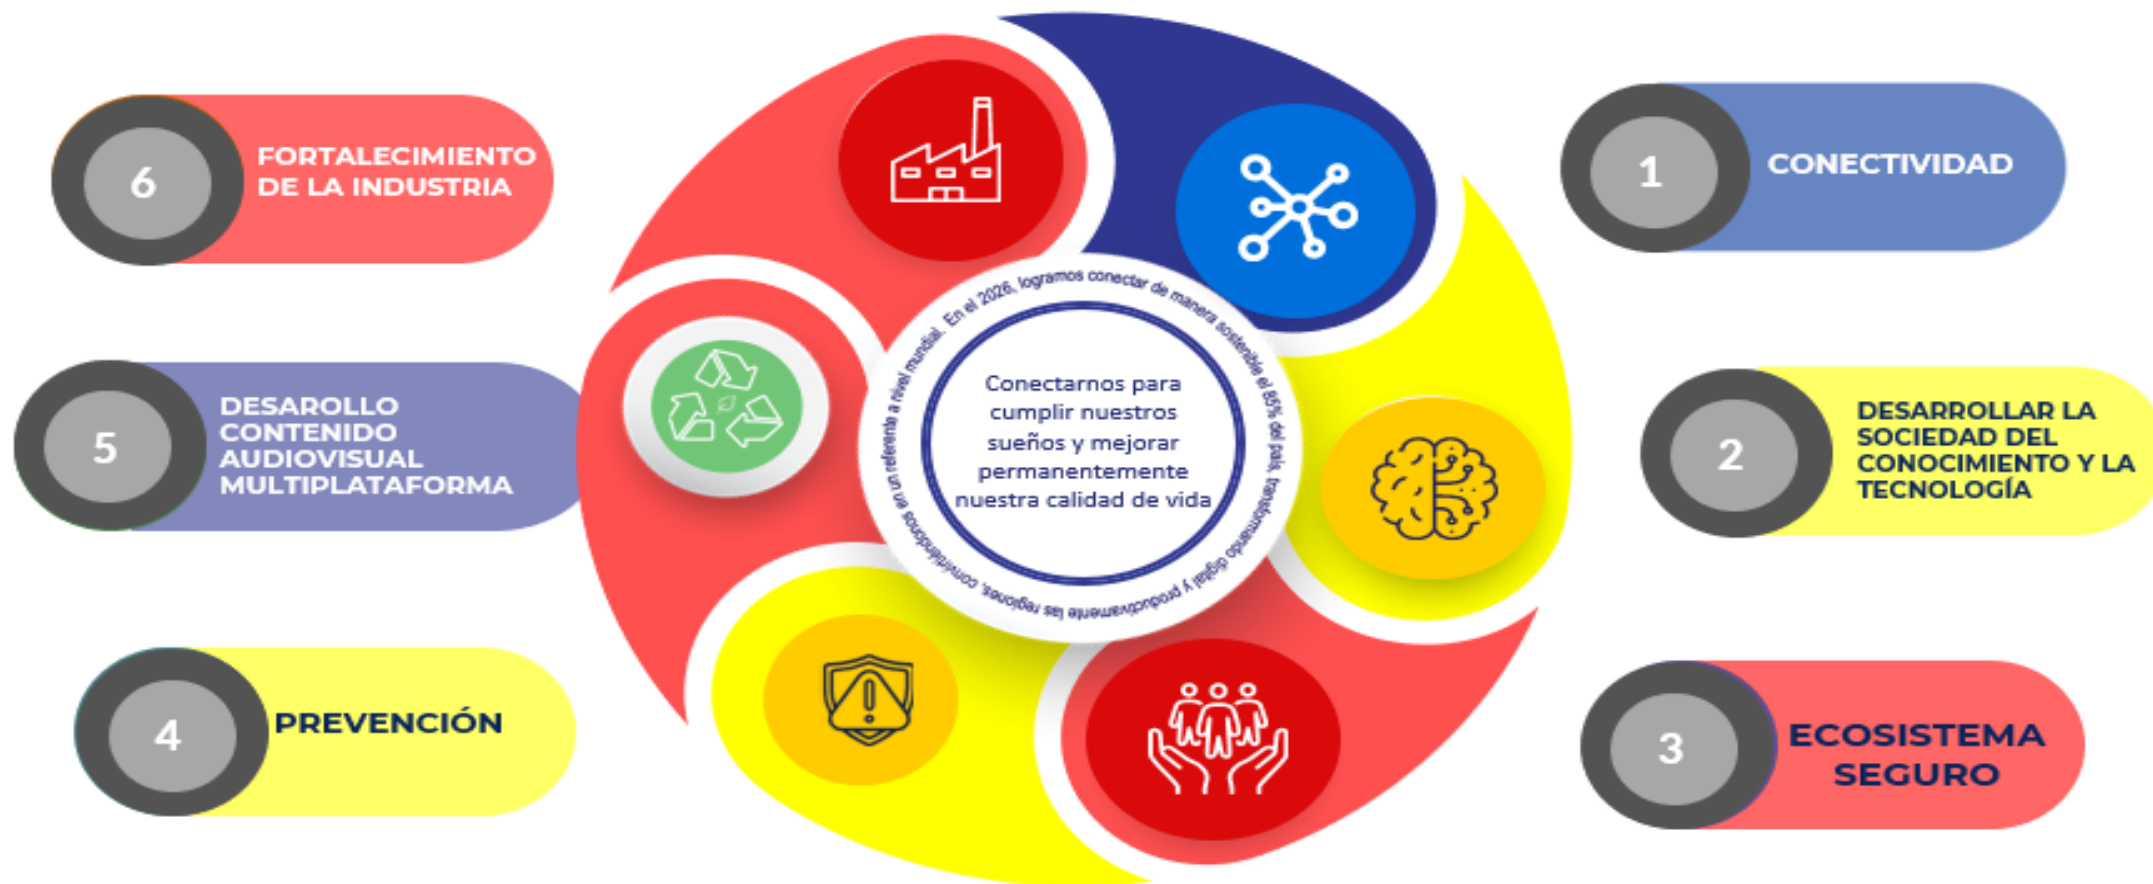 6
FORTALECIMIENTO
DE LA INDUSTRIA
5
DESAROLLO
CONTENIDO
AUDIOVISUAL
MULTIPLATAFORMA
4
PREVENCIÓN
En el 2026, logramos conectar de manera sostenible el 85% del país, transformando digital y productivamente las regiones, convirtiéndonos en un referente a nivel mundial.
Conectarnos para
cumplir nuestros
sueños y mejorar
permanentemente
nuestra calidad de vida
1
CONECTIVIDAD
2
DESARROLLAR LA
SOCIEDAD DEL
CONOCIMIENTO Y LA
TECNOLOGÍA
3
ECOSISTEMA
SEGURO